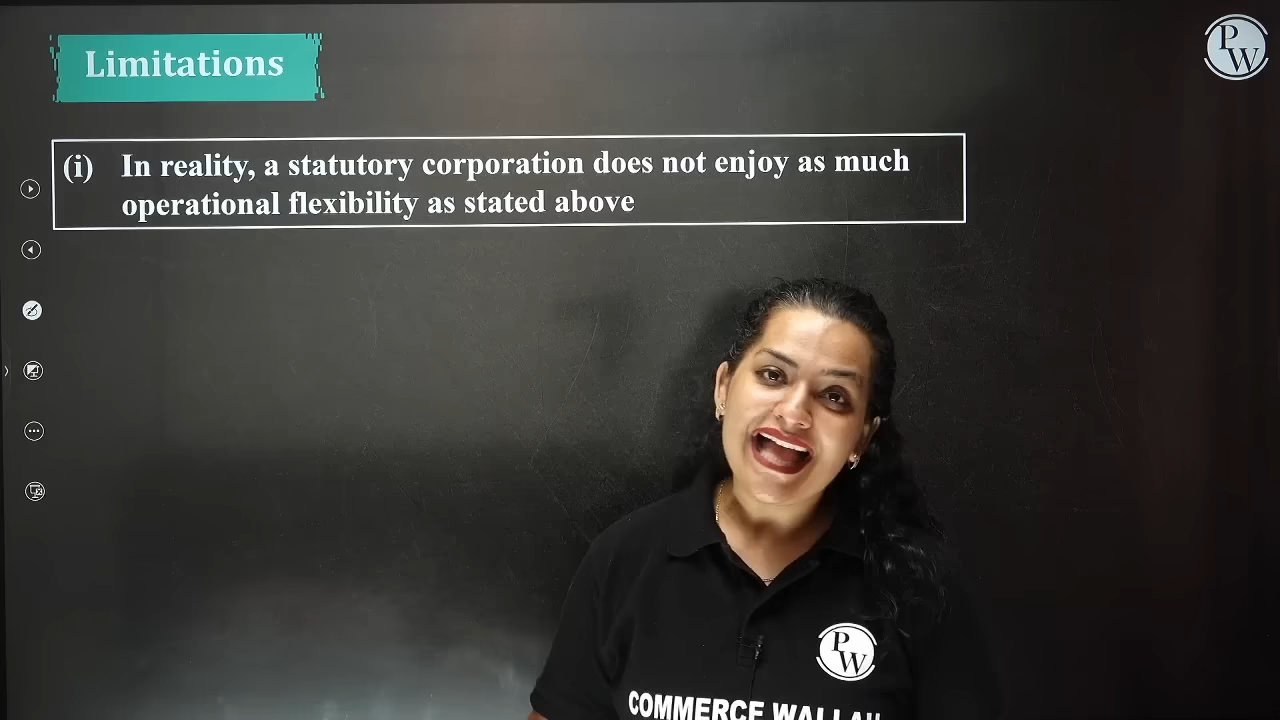 Limitations
PW
(i) In reality, a statutory corporation does not enjoy as much
operational flexibility as stated above
PW
COMMERCE WALLAH